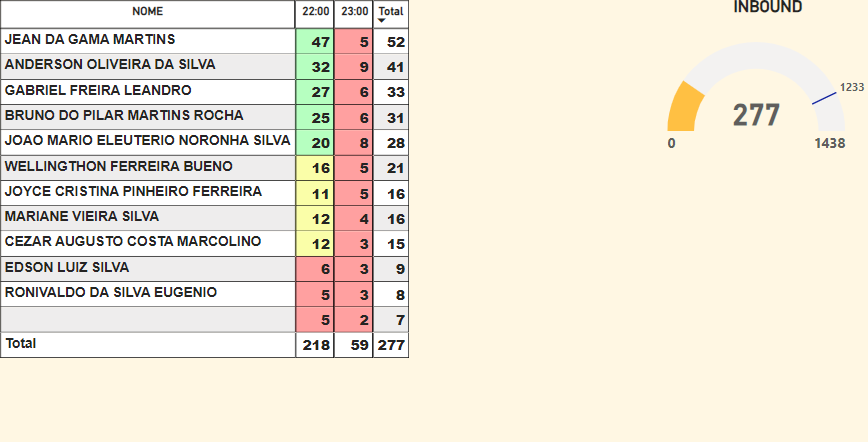 NOME 22:00 23:00 Total
JEAN DA GAMA MARTINS 47 5 52
ANDERSON OLIVEIRA DA SILVA 32 9 41
GABRIEL FREIRA LEANDRO 27 6 33
BRUNO DO PILAR MARTINS ROCHA 25 6 31
JOAO MARIO ELEUTERIO NORONHA SILVA 20 8 28
WELLINGTHON FERREIRA BUENO 16 5 21
JOYCE CRISTINA PINHEIRO FERREIRA 11 5 16
MARIANE VIEIRA SILVA 12 4 16
CEZAR AUGUSTO COSTA MARCOLINO 12 3 15
EDSON LUIZ SILVA 6 3 9
RONIVALDO DA SILVA EUGENIO 5 3 8
5 2 7
Total 218 59 277
INBOUND
1233
277
0 1438